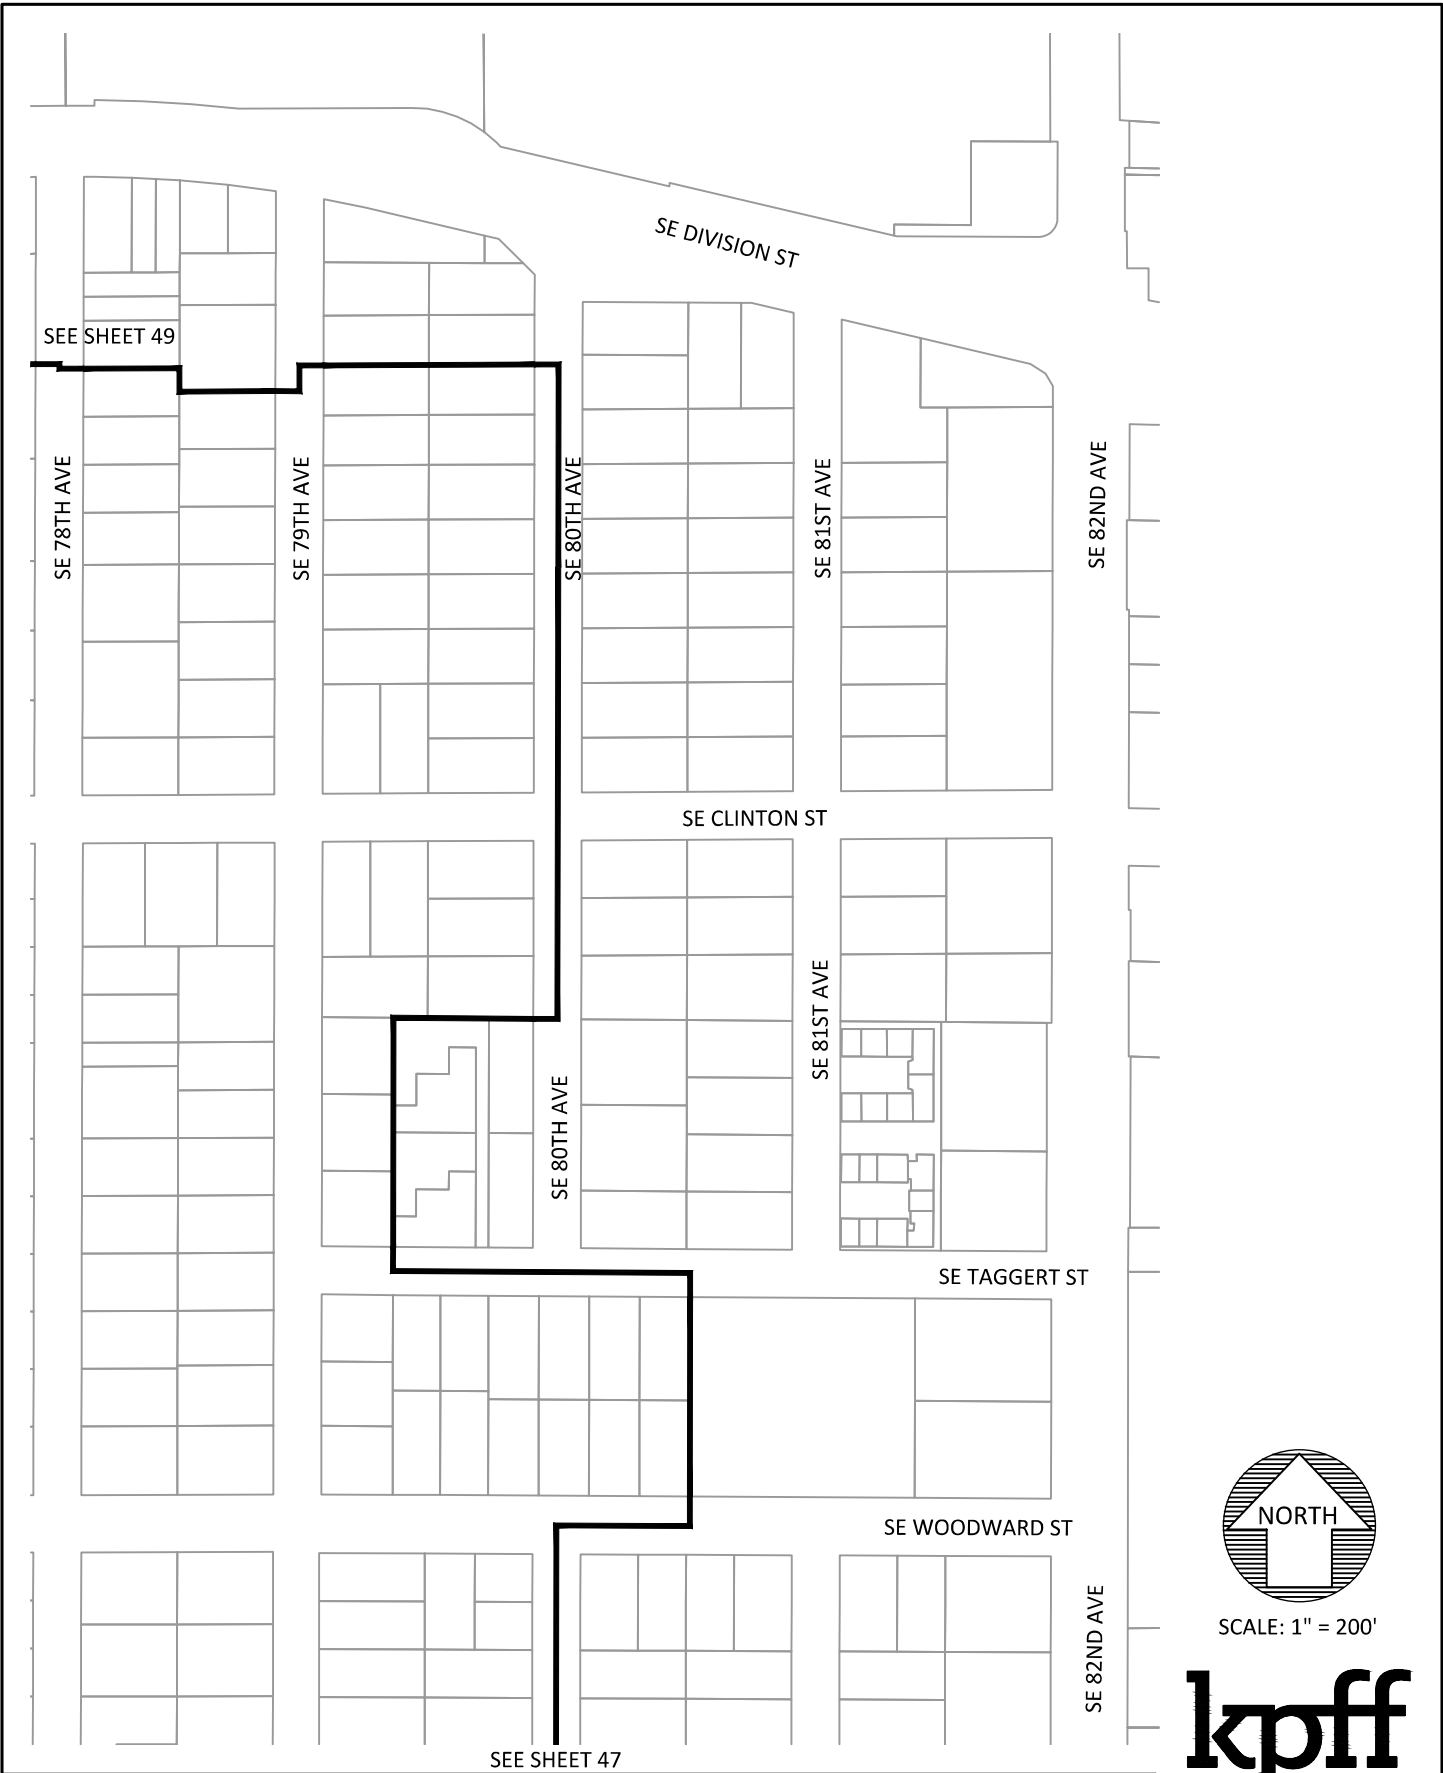 SE DIVISION ST
SEE SHEET 49
SE 78TH AVE
SE 79TH AVE
SE 80TH AVE
SE 81ST AVE
SE 82ND AVE
SE CLINTON ST
SE 80TH AVE
SE 81ST AVE
SE TAGGERT ST
SE WOODWARD ST
SE 82ND AVE
NORTH
SCALE: 1" = 200'
kpff
SEE SHEET 47